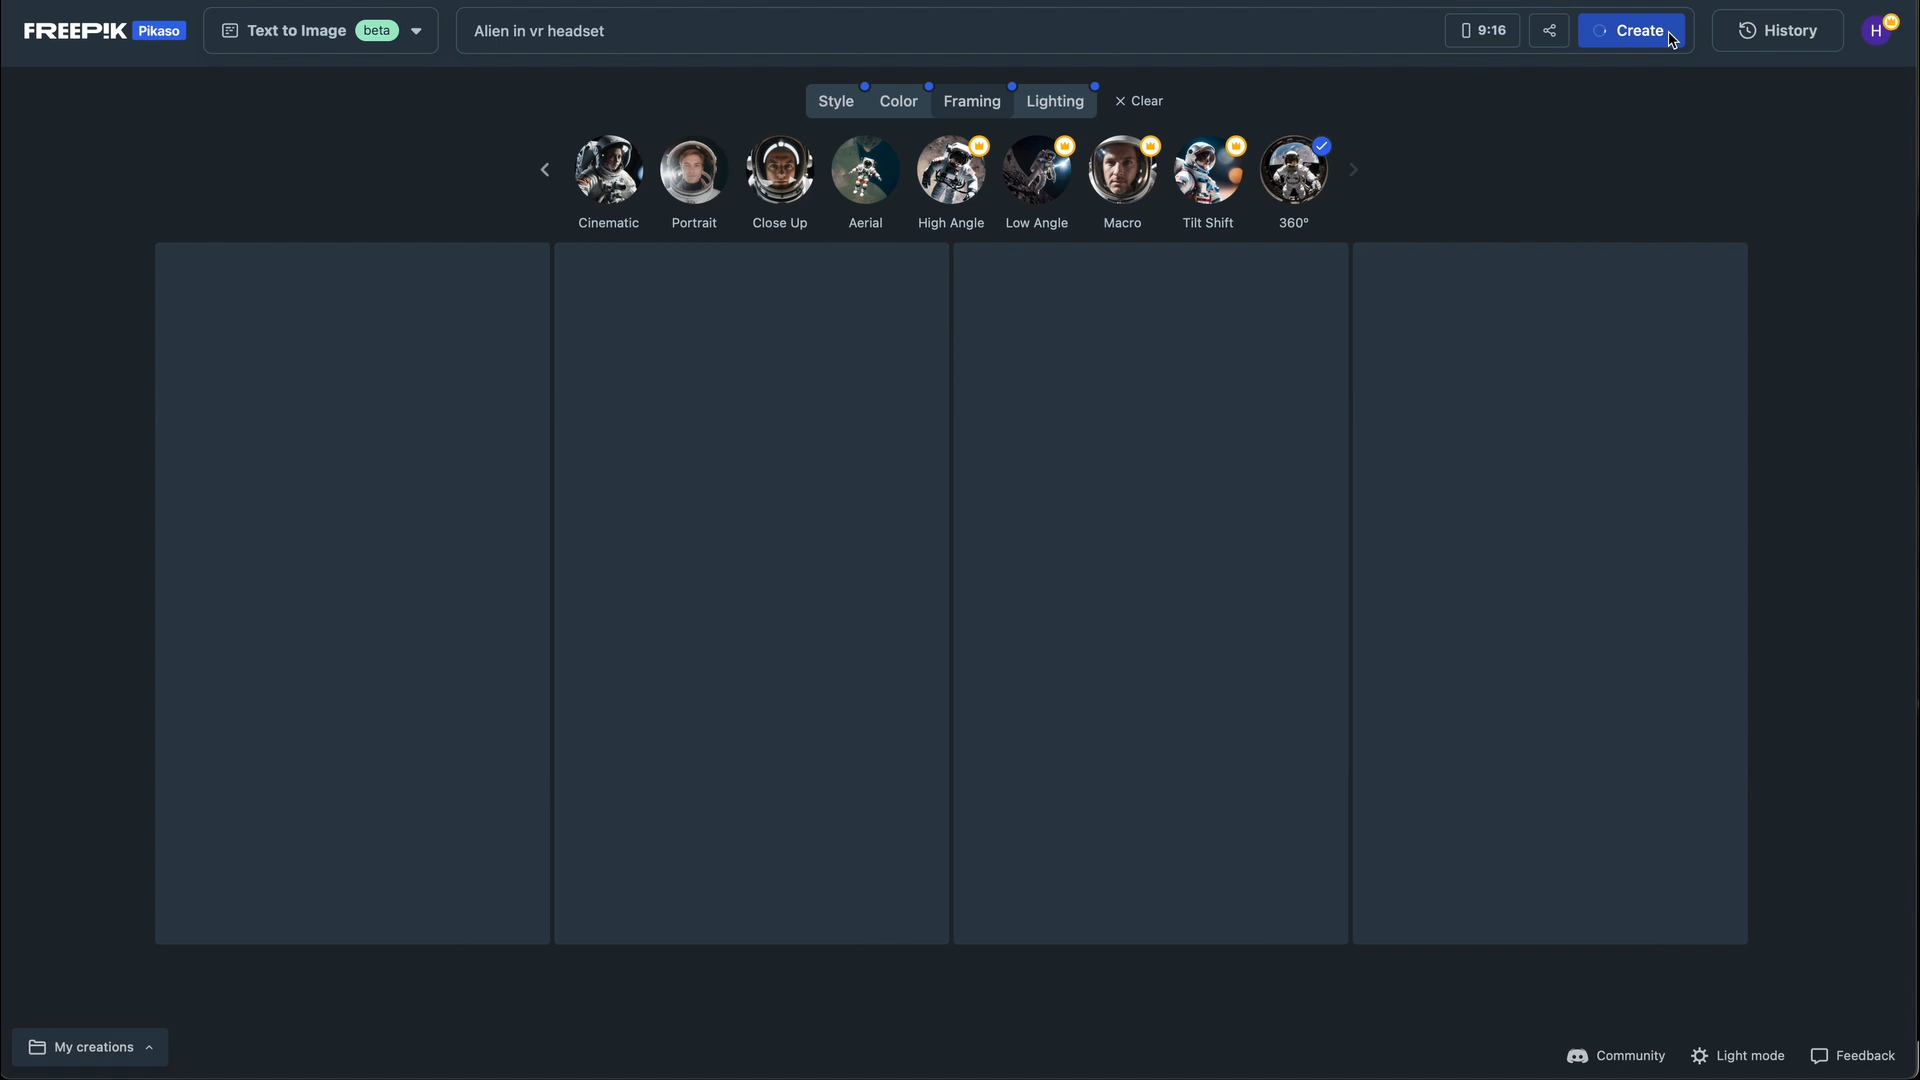 FREEP!K Pikaso
Text to Image beta
Alien in vr headset
9:16
Create
History
H
Style
Color
Framing
Lighting
Clear
Cinematic
Portrait
Close Up
Aerial
High Angle
Low Angle
Macro
Tilt Shift
360°
My creations
Community
Light mode
Feedback